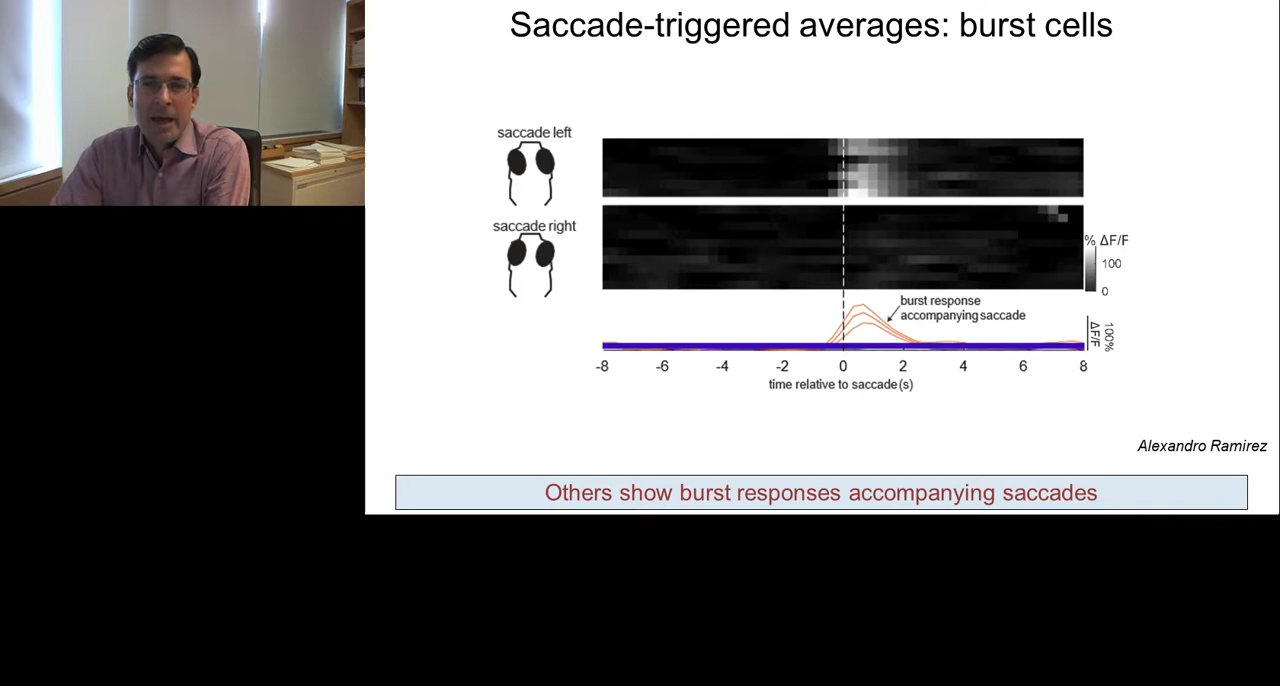 Saccade-triggered averages: burst cells
saccade left
saccade right
% ΔF/F
100
0
burst response
accompanying saccade
100%
ΔF/F
-8 -6 -4 -2 0 2 4 6 8
time relative to saccade (s)
Alexandro Ramirez
Others show burst responses accompanying saccades